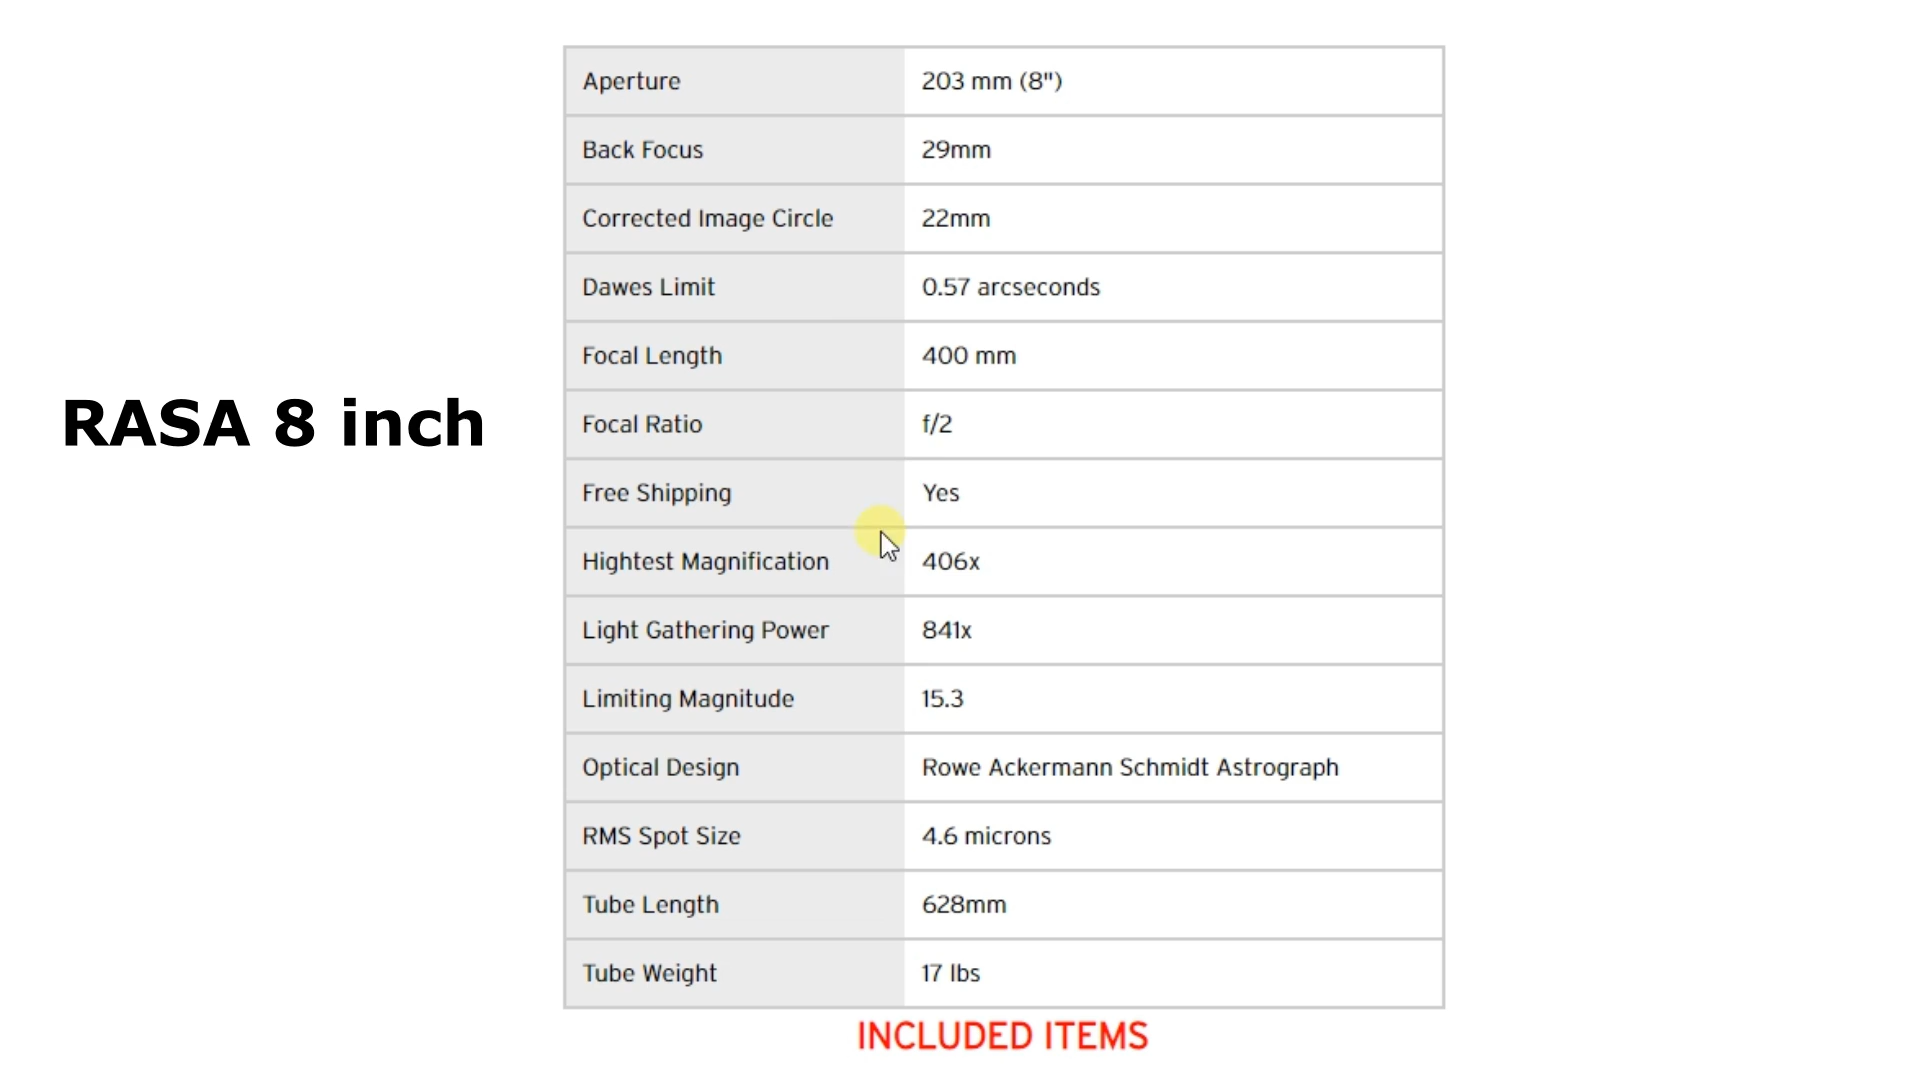 RASA 8 inch
Aperture 203 mm (8")
Back Focus 29mm
Corrected Image Circle 22mm
Dawes Limit 0.57 arcseconds
Focal Length 400 mm
Focal Ratio f/2
Free Shipping Yes
Hightest Magnification 406x
Light Gathering Power 841x
Limiting Magnitude 15.3
Optical Design Rowe Ackermann Schmidt Astrograph
RMS Spot Size 4.6 microns
Tube Length 628mm
Tube Weight 17 lbs
INCLUDED ITEMS